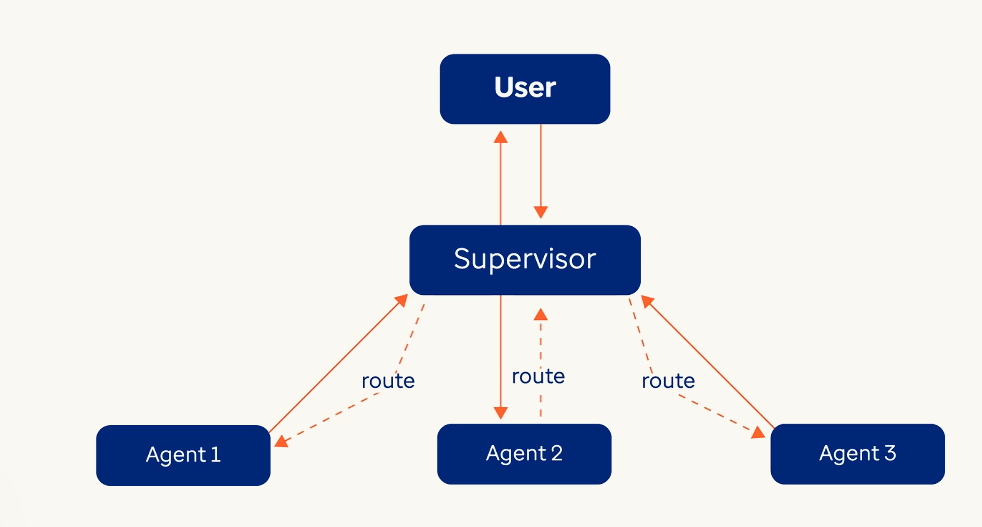 User
Supervisor
route
route
route
Agent 1
Agent 2
Agent 3